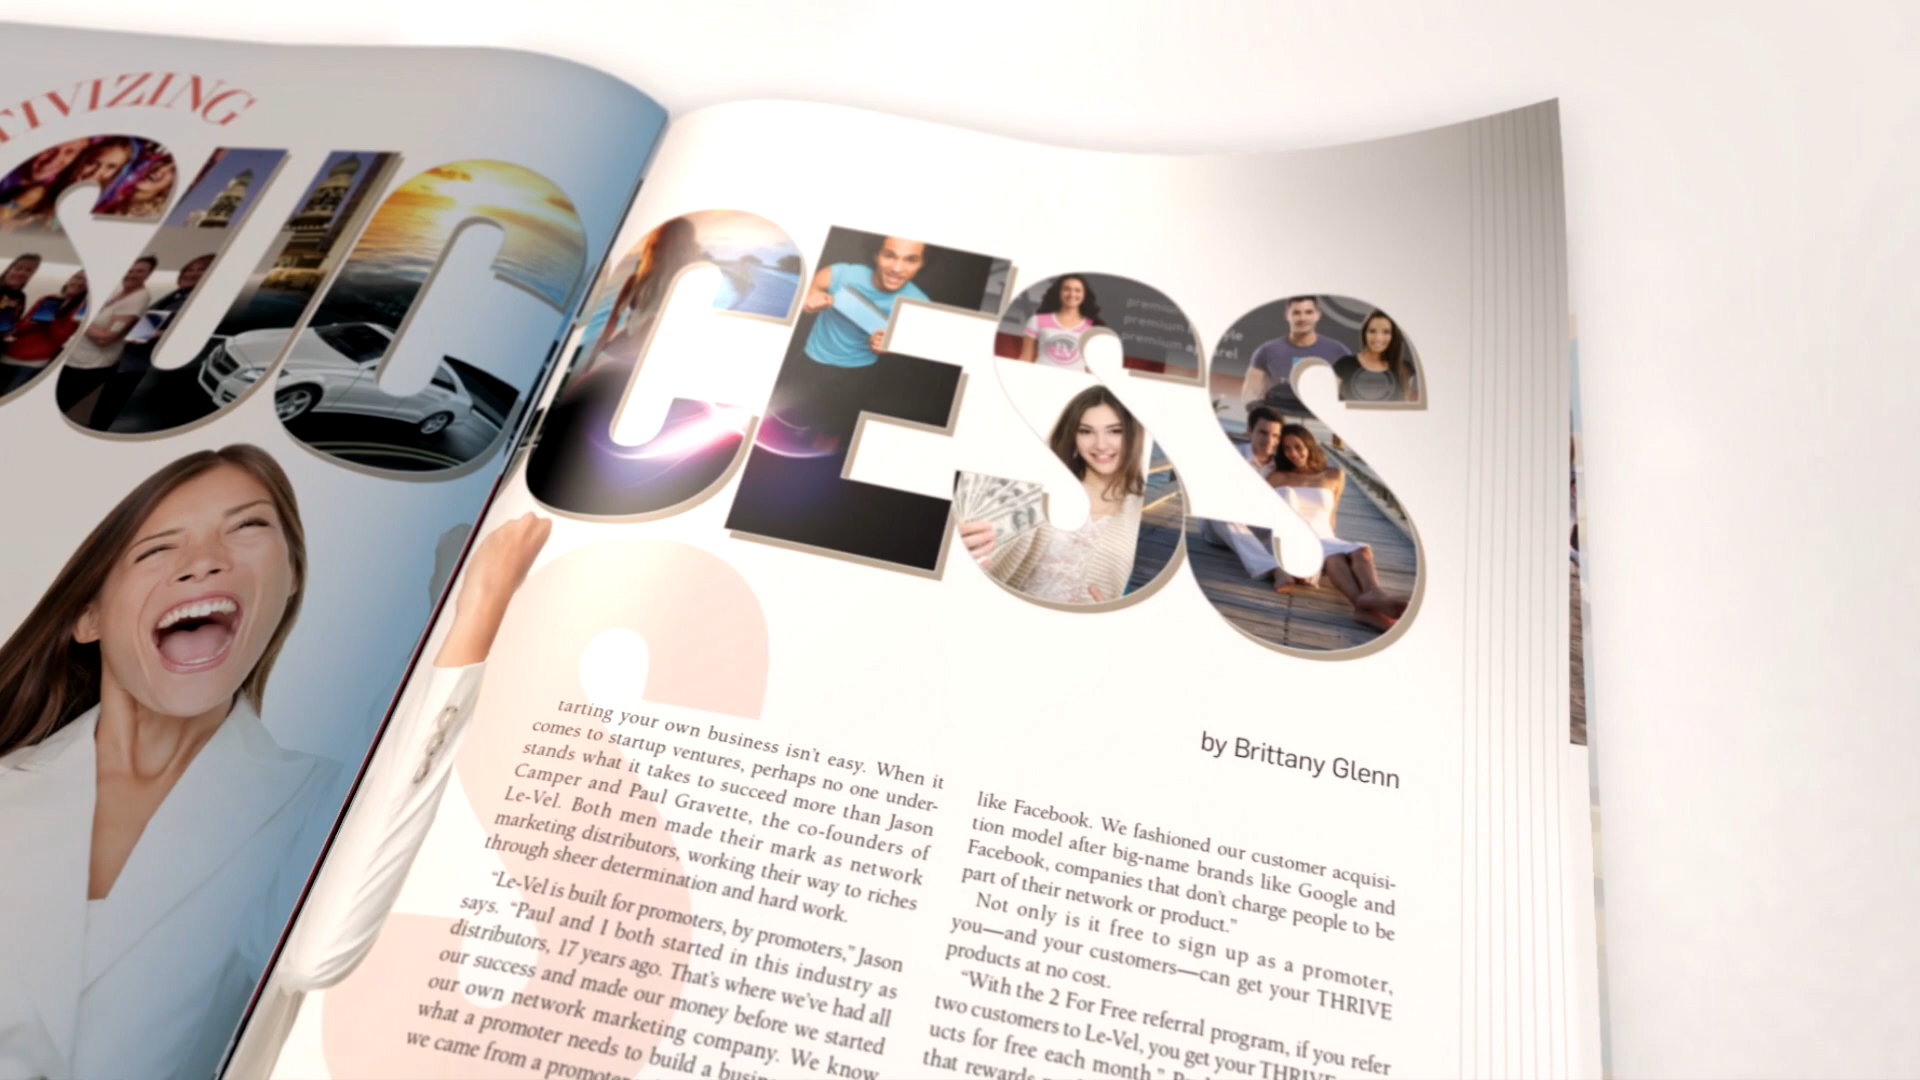 TIVIZING
SUCCESS
premium
style
premium
premium apparel
by Brittany Glenn
tarting your own business isn't easy. When it
comes to startup ventures, perhaps no one under-
stands what it takes to succeed more than Jason
Camper and Paul Gravette, the co-founders of
Le-Vel. Both men made their mark as network
marketing distributors, working their way to riches
through sheer determination and hard work.
"Le-Vel is built for promoters, by promoters," Jason
says. "Paul and I both started in this industry as
distributors, 17 years ago. That's where we've had all
our success and made our money before we started
our own network marketing company. We know
what a promoter needs to build a busin
we came from a promoter
like Facebook. We fashioned our customer acquisi-
tion model after big-name brands like Google and
Facebook, companies that don't charge people to be
part of their network or product."
Not only is it free to sign up as a promoter,
you—and your customers—can get your THRIVE
products at no cost.
"With the 2 For Free referral program, if you refer
two customers to Le-Vel, you get your THRIVE
ucts for free each month."
that rewards